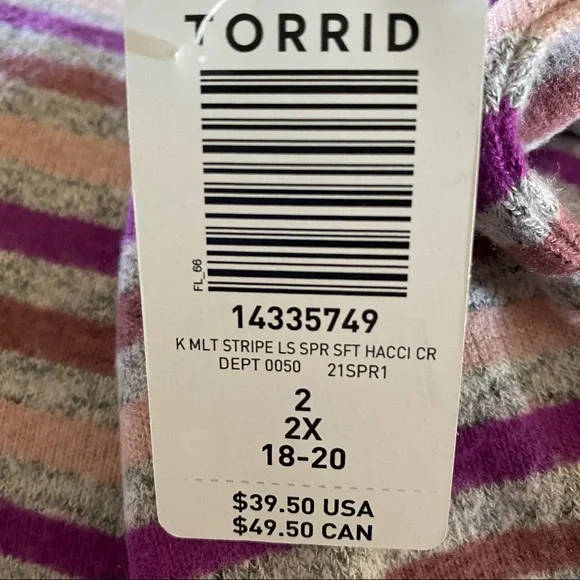 TORRID
FL_66
14335749
K MLT STRIPE LS SPR SFT HACCI CR
DEPT 0050 21SPR1
2
2X
18-20
$39.50 USA
$49.50 CAN